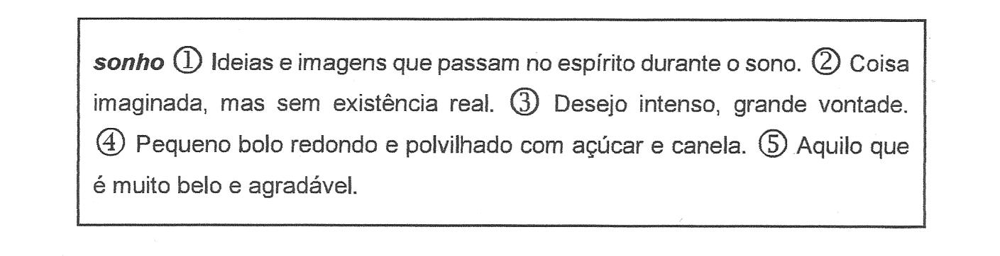 sonho ① Ideias e imagens que passam no espírito durante o sono. ② Coisa
imaginada, mas sem existência real. ③ Desejo intenso, grande vontade.
④ Pequeno bolo redondo e polvilhado com açúcar e canela. ⑤ Aquilo que
é muito belo e agradável.